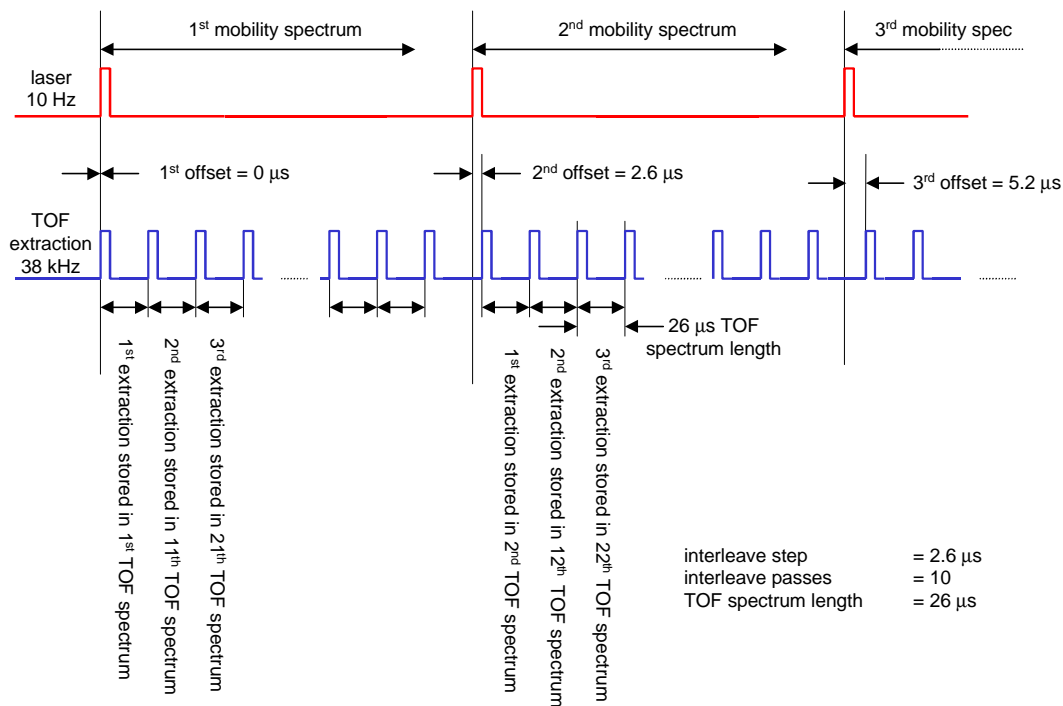 1st mobility spectrum
2nd mobility spectrum
3rd mobility spec
laser
10 Hz
1st offset = 0 μs
2nd offset = 2.6 μs
3rd offset = 5.2 μs
TOF
extraction
38 kHz
26 μs TOF
spectrum length
1st extraction stored in 1st TOF spectrum
2nd extraction stored in 11th TOF spectrum
3rd extraction stored in 21th TOF spectrum
1st extraction stored in 2nd TOF spectrum
2nd extraction stored in 12th TOF spectrum
3rd extraction stored in 22th TOF spectrum
interleave step = 2.6 μs
interleave passes = 10
TOF spectrum length = 26 μs